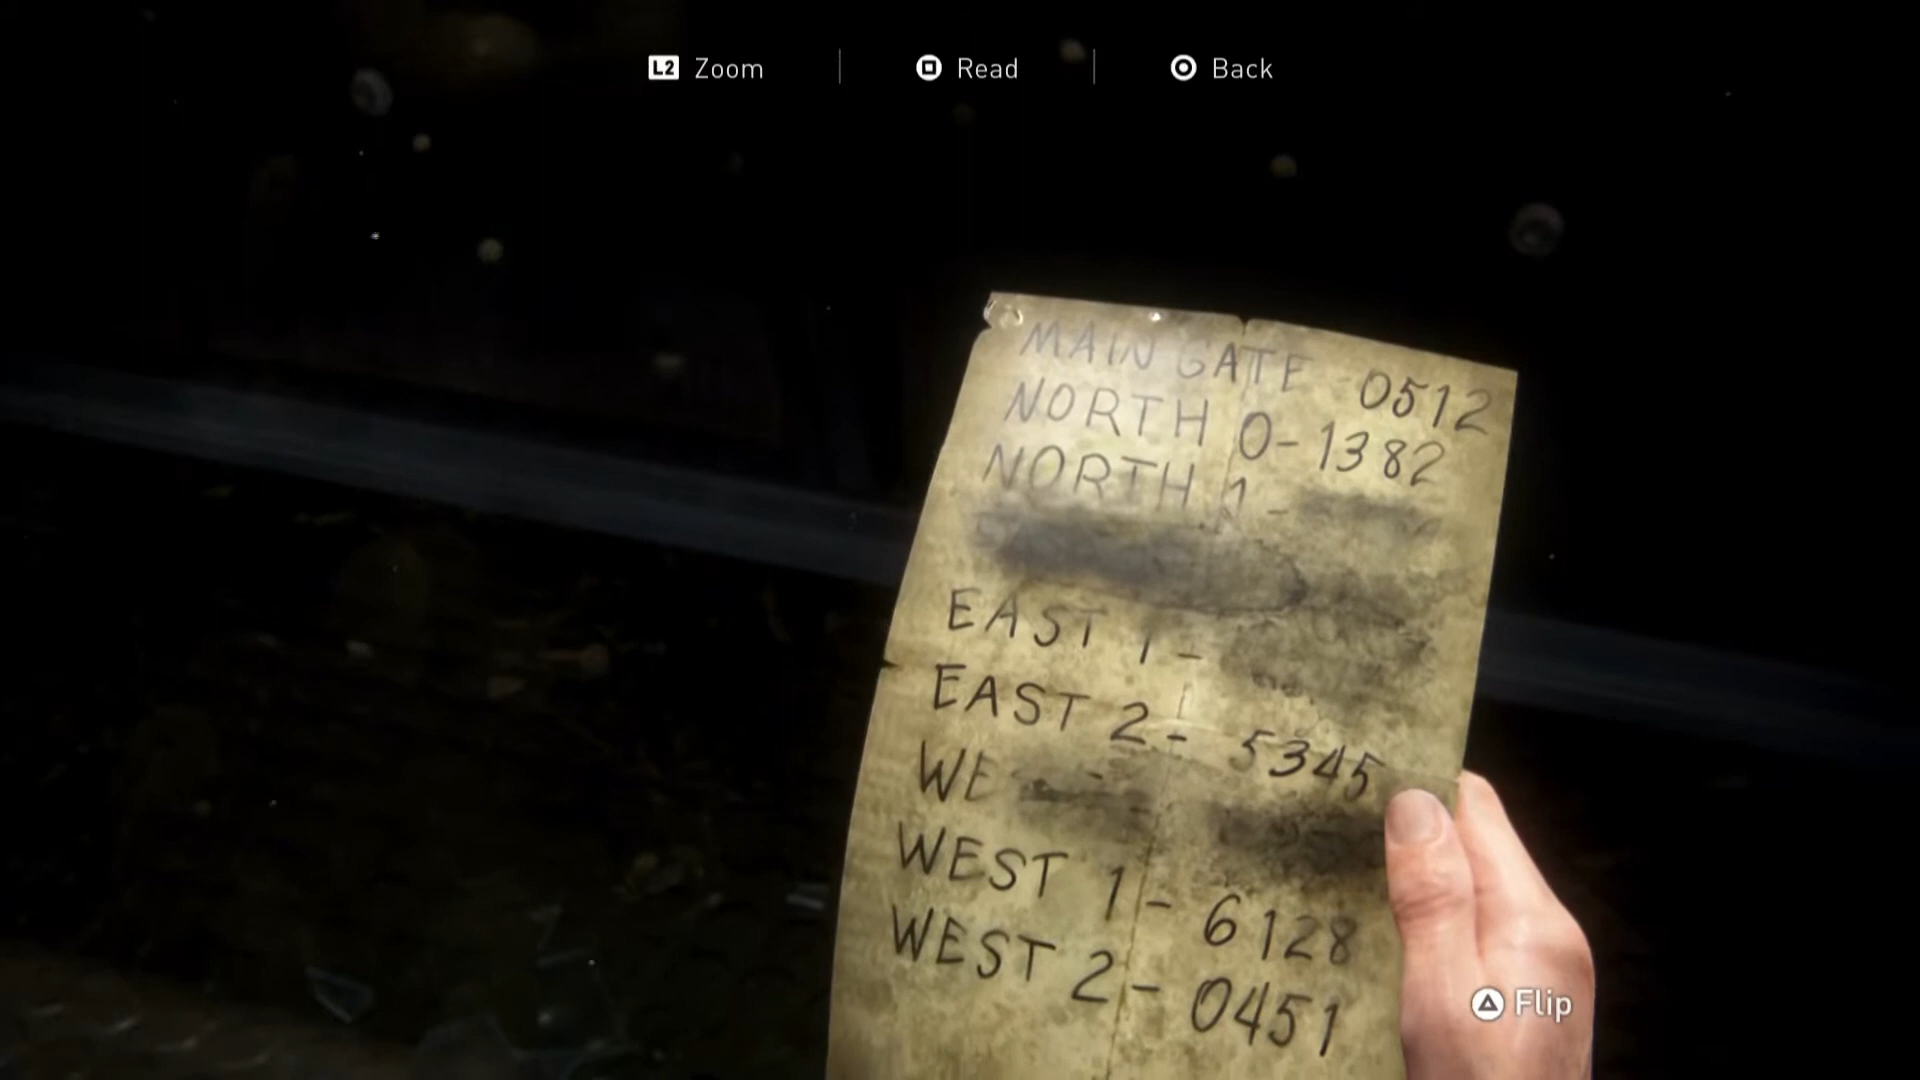 L2 Zoom | Read | Back
MAIN GATE 0512
NORTH 0- 1382
NORTH 1 -
EAST 1 -
EAST 2 - 5345
WE
WEST 1 - 6128
WEST 2 - 0451
Flip